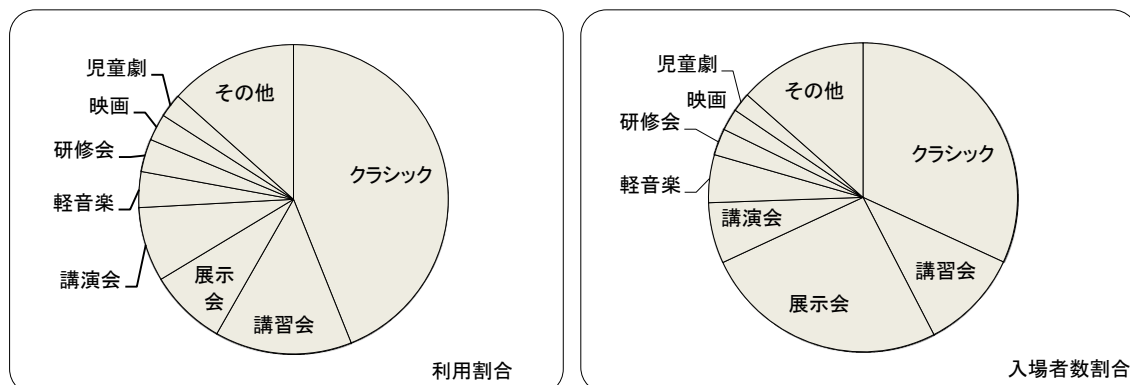 児童劇
その他
映画
研修会
クラシック
軽音楽
講演会
展示
会
講習会
利用割合
児童劇
その他
映画
研修会
クラシック
軽音楽
講演会
講習会
展示会
入場者数割合